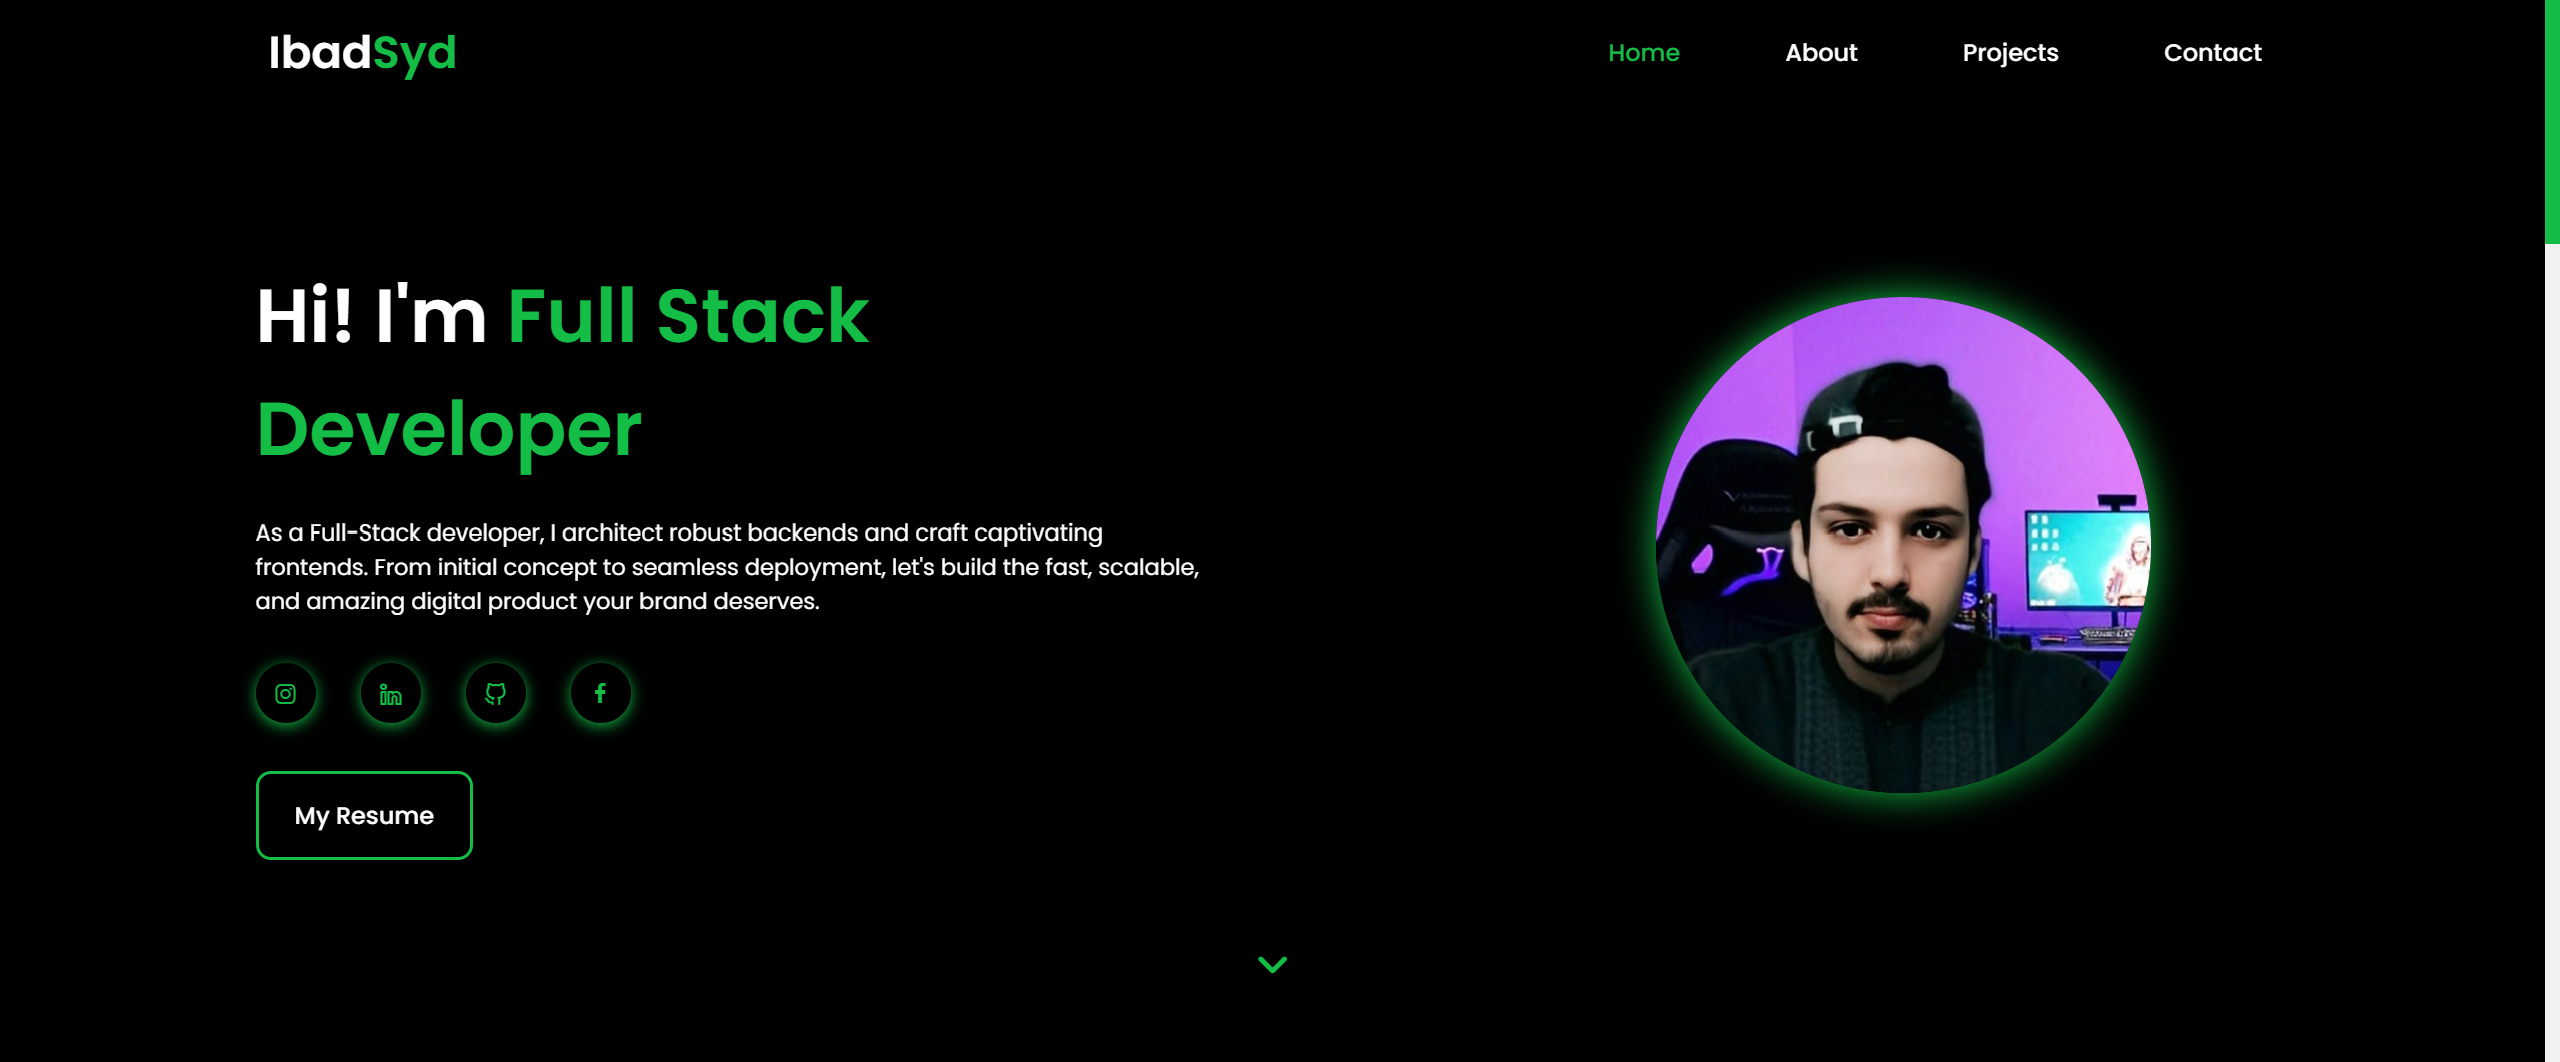 IbadSyd
Home About Projects Contact
Hi! I'm Full Stack
Developer
As a Full-Stack developer, I architect robust backends and craft captivating
frontends. From initial concept to seamless deployment, let's build the fast, scalable,
and amazing digital product your brand deserves.
My Resume